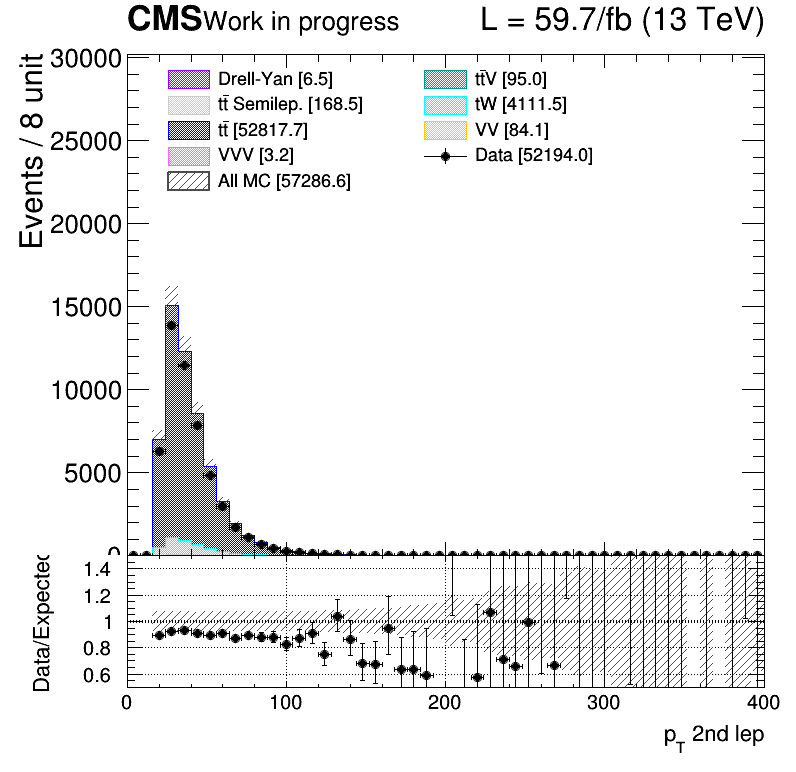 CMS Work in progress L = 59.7/fb (13 TeV)
Events / 8 unit
30000
25000
20000
15000
10000
5000
0
Drell-Yan [6.5]
tt̄ Semilep. [168.5]
tt̄ [52817.7]
VVV [3.2]
All MC [57286.6]
tt̄V [95.0]
tW [4111.5]
VV [84.1]
Data [52194.0]
Data/Expected
1.4
1.2
1
0.8
0.6
0 100 200 300 400
p_T 2nd lep